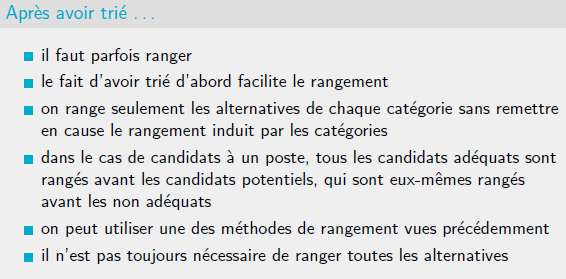 Après avoir trié . . .
il faut parfois ranger
le fait d'avoir trié d'abord facilite le rangement
on range seulement les alternatives de chaque catégorie sans remettre
en cause le rangement induit par les catégories
dans le cas de candidats à un poste, tous les candidats adéquats sont
rangés avant les candidats potentiels, qui sont eux-mêmes rangés
avant les non adéquats
on peut utiliser une des méthodes de rangement vues précédemment
il n'est pas toujours nécessaire de ranger toutes les alternatives